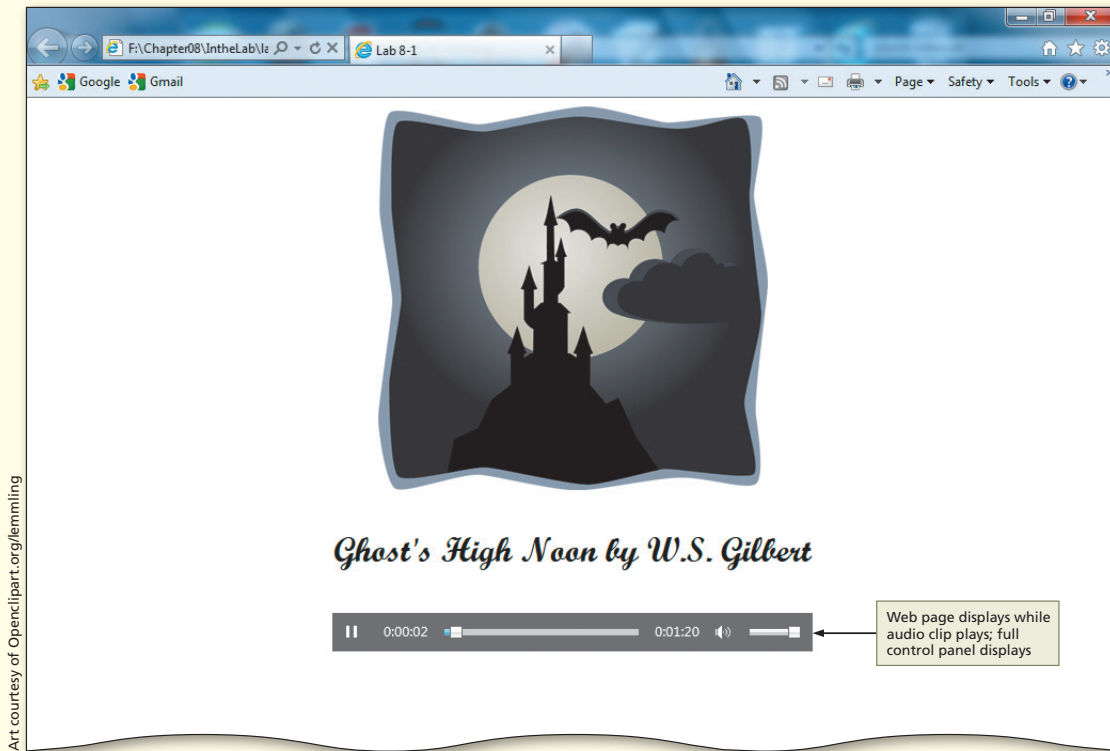 F:\Chapter08\IntheLab\la
Lab 8-1
Google Gmail
Page Safety Tools
Ghost's High Noon by W.S. Gilbert
0:00:02 0:01:20
Web page displays while
audio clip plays; full
control panel displays
Art courtesy of Openclipart.org/lemmling